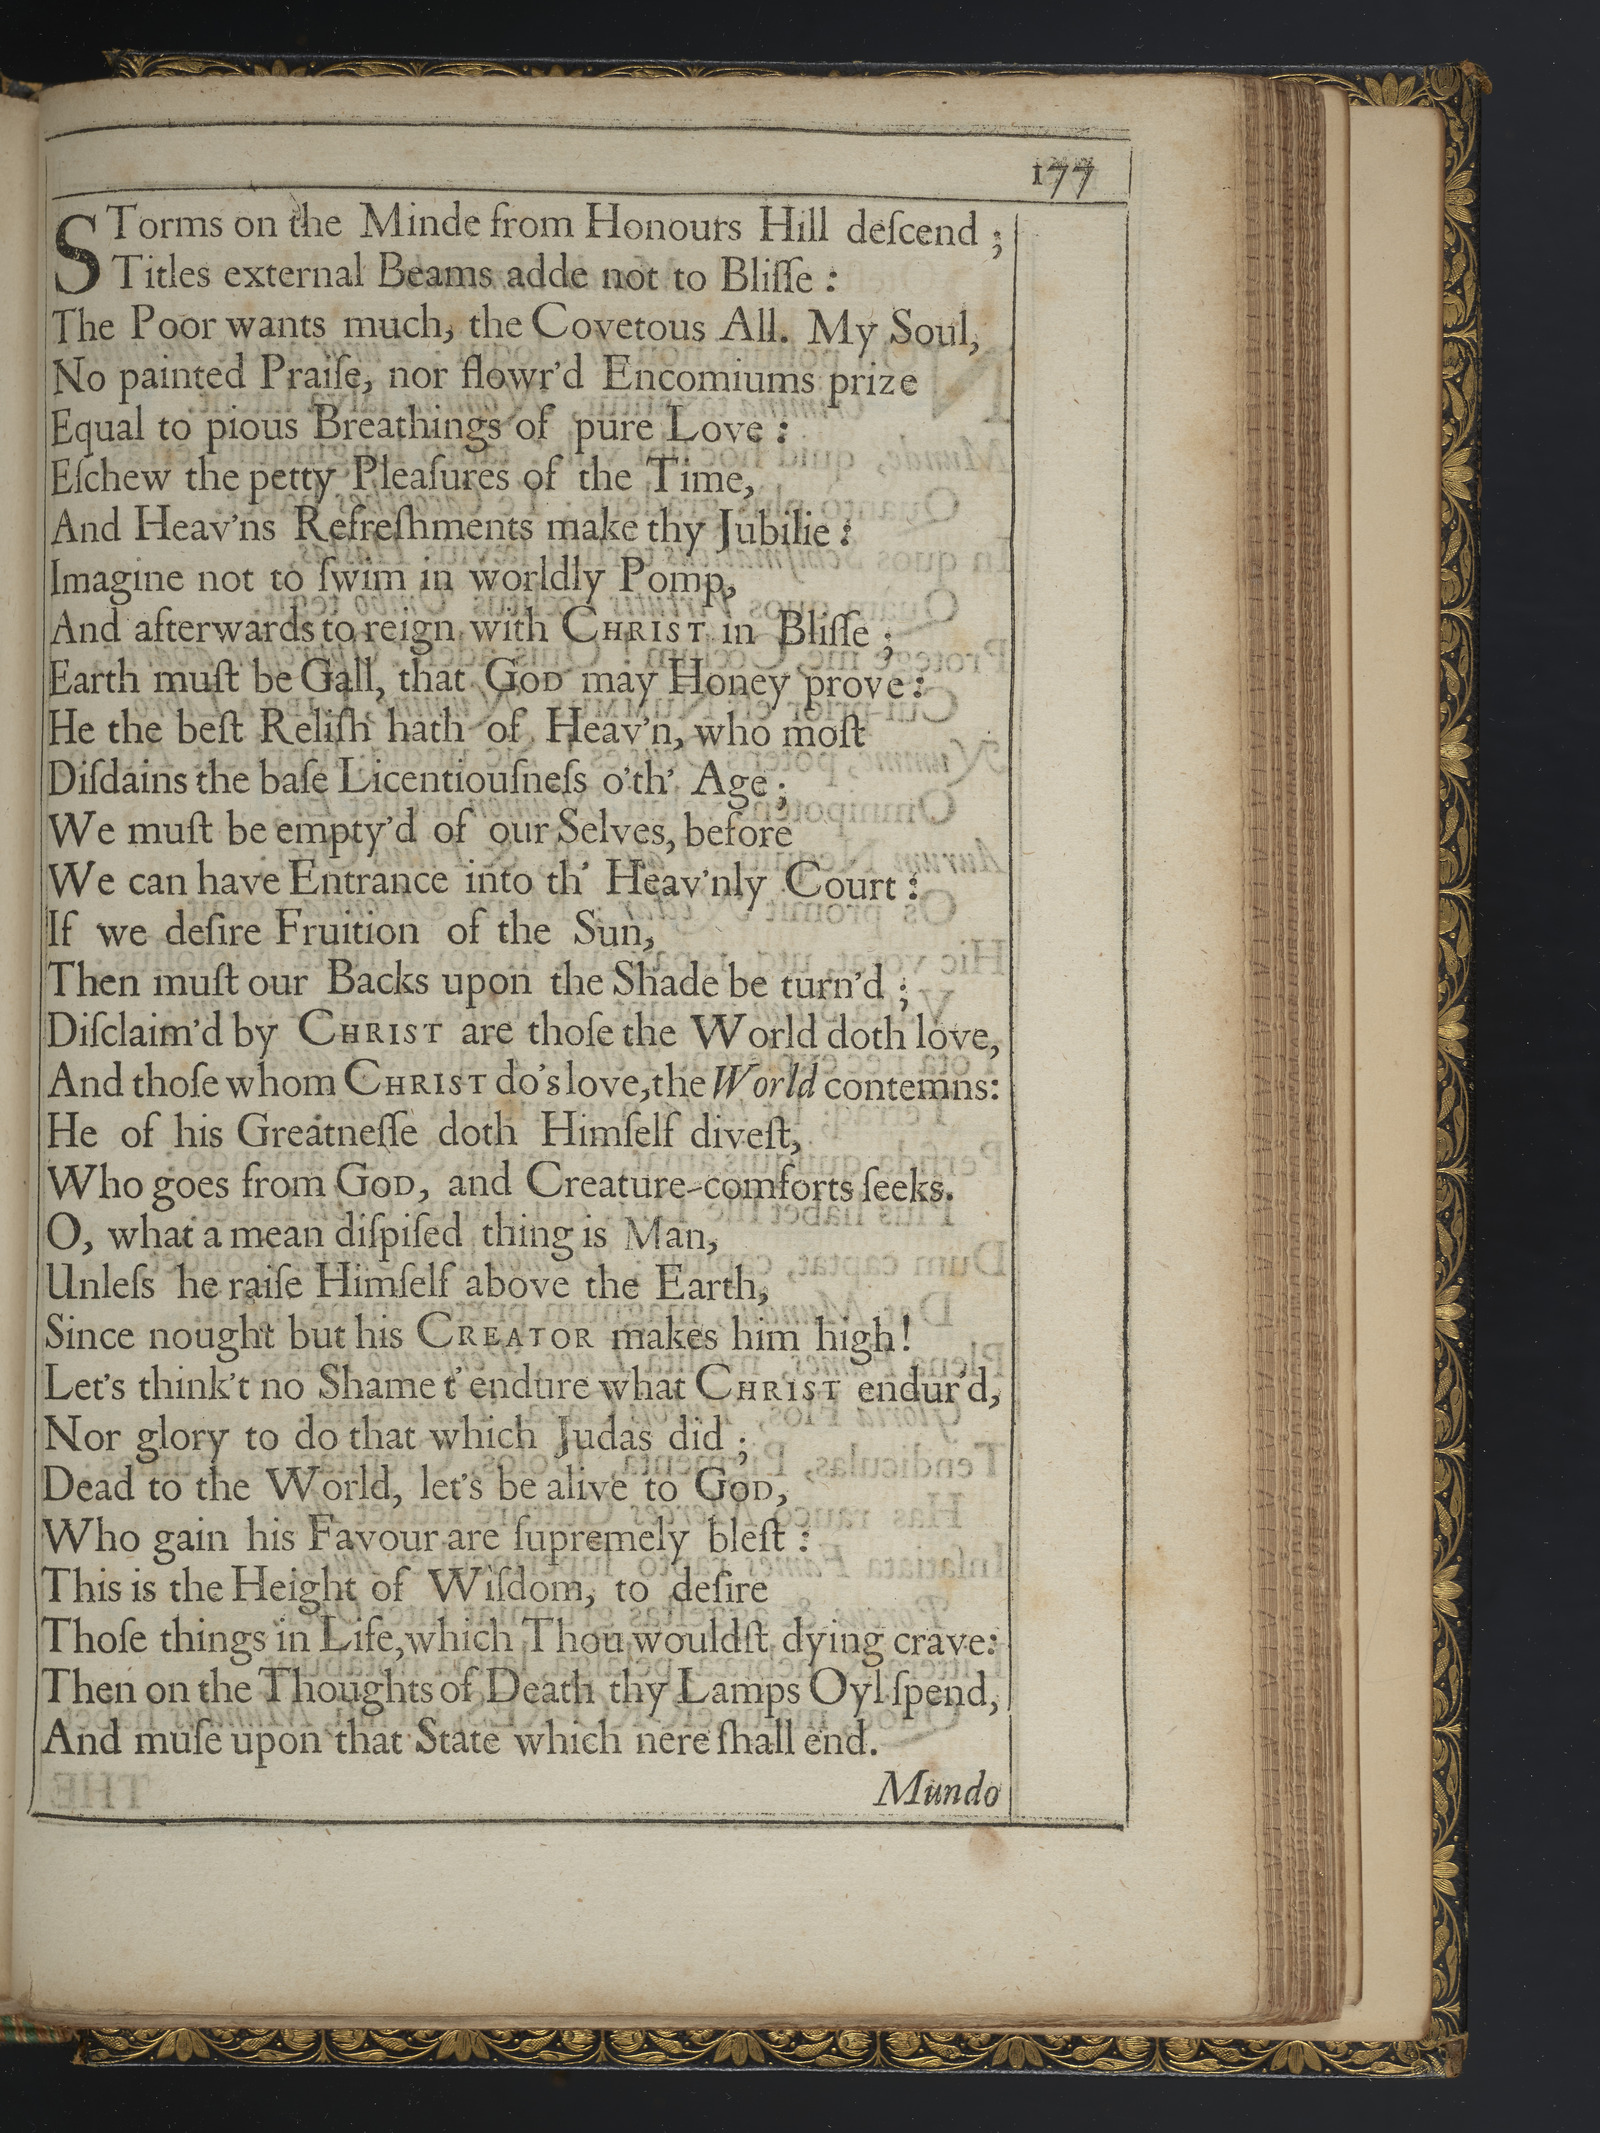 177
STorms on the Minde from Honours Hill deſcend ;
Titles external Beams adde not to Bliſſe :
The Poor wants much, the Covetous All. My Soul,
No painted Praiſe, nor flowr'd Encomiums prize
Equal to pious Breathings of pure Love :
Eſchew the petty Pleaſures of the Time,
And Heav'ns Refreſhments make thy Jubilie :
Imagine not to ſwim in worldly Pomp,
And afterwards to reign with CHRIST in Bliſſe ;
Earth muſt be Gall, that GOD may Honey prove :
He the beſt Reliſh hath of Heav'n, who moſt
Diſdains the baſe Licentiouſneſs o'th' Age ;
We muſt be empty'd of our Selves, before
We can have Entrance into th' Heav'nly Court :
If we deſire Fruition of the Sun,
Then muſt our Backs upon the Shade be turn'd ;
Diſclaim'd by CHRIST are thoſe the World doth love,
And thoſe whom CHRIST do's love, the World contemns:
He of his Greatneſſe doth Himſelf diveſt,
Who goes from GOD, and Creature-comforts ſeeks.
O, what a mean diſpiſed thing is Man,
Unleſs he raiſe Himſelf above the Earth,
Since nought but his CREATOR makes him high!
Let's think't no Shame t' endure what CHRIST endur'd,
Nor glory to do that which Judas did ;
Dead to the World, let's be alive to GOD,
Who gain his Favour are ſupremely bleſt :
This is the Height of Wiſdom, to deſire
Thoſe things in Life, which Thou wouldſt dying crave:
Then on the Thoughts of Death thy Lamps Oyl ſpend,
And muſe upon that State which nere ſhall end.
Mundo